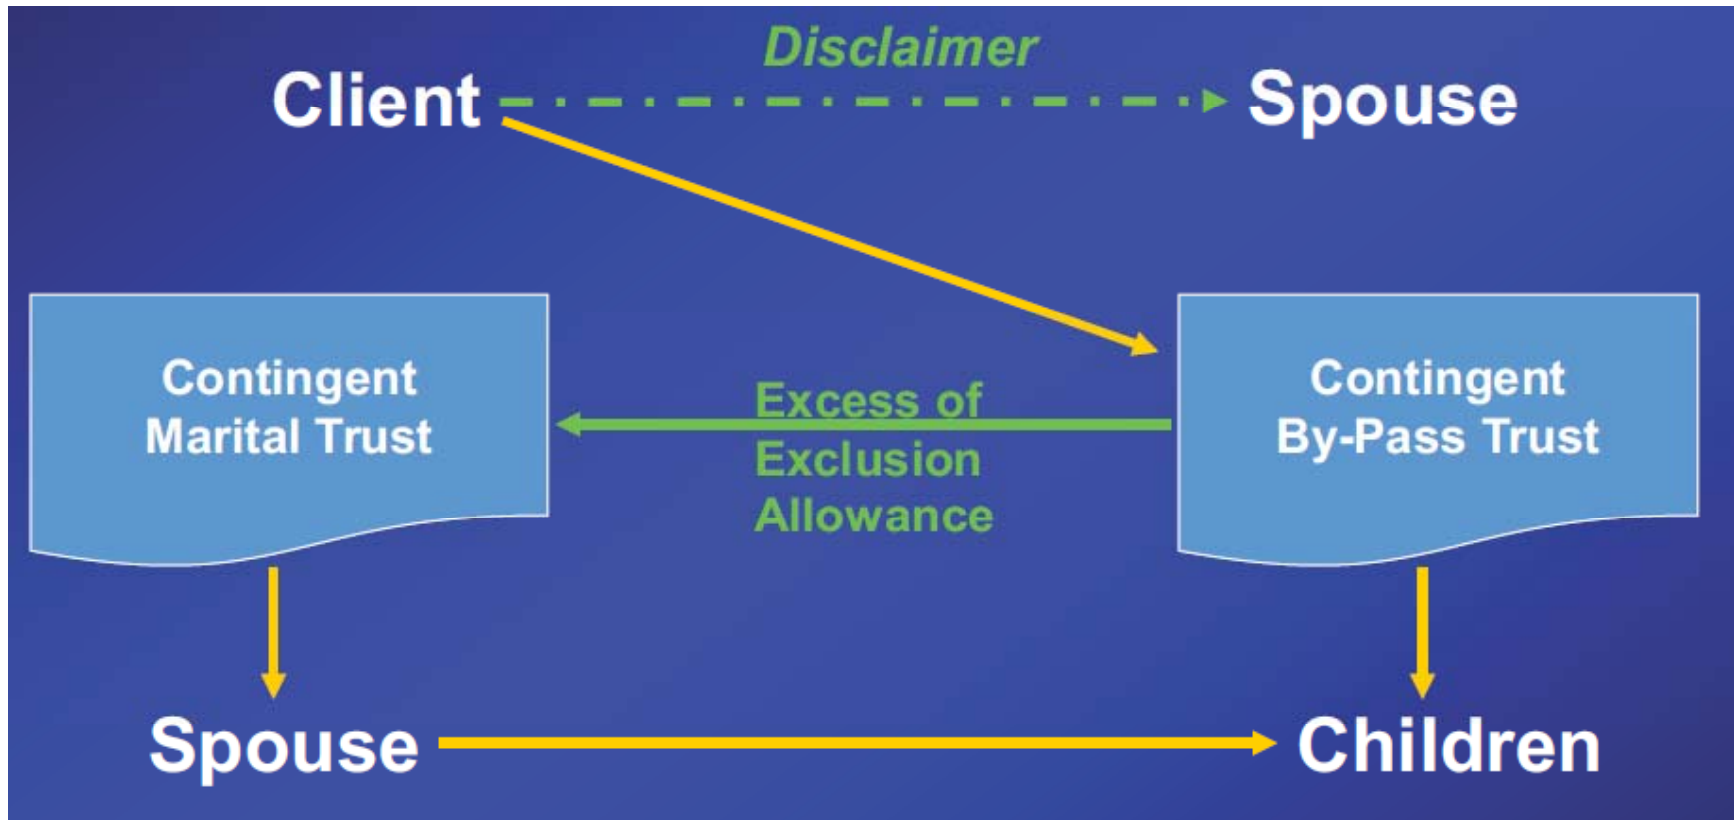 Disclaimer
Client
Spouse
Contingent
Marital Trust
Excess of
Exclusion
Allowance
Contingent
By-Pass Trust
Spouse
Children